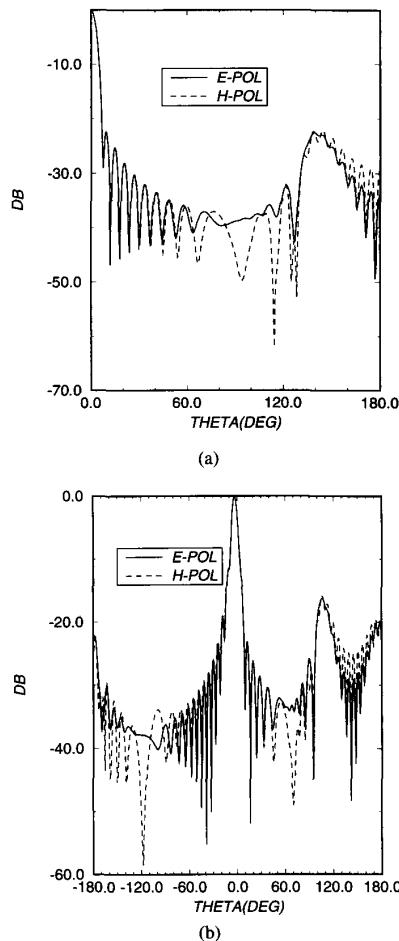 -10.0
E-POL
H-POL
-30.0
DB
-50.0
-70.0
0.0 60.0 120.0 180.0
THETA(DEG)
(a)
0.0
E-POL
H-POL
-20.0
DB
-40.0
-60.0
-180.0 -120.0 -60.0 0.0 60.0 120.0 180.0
THETA(DEG)
(b)